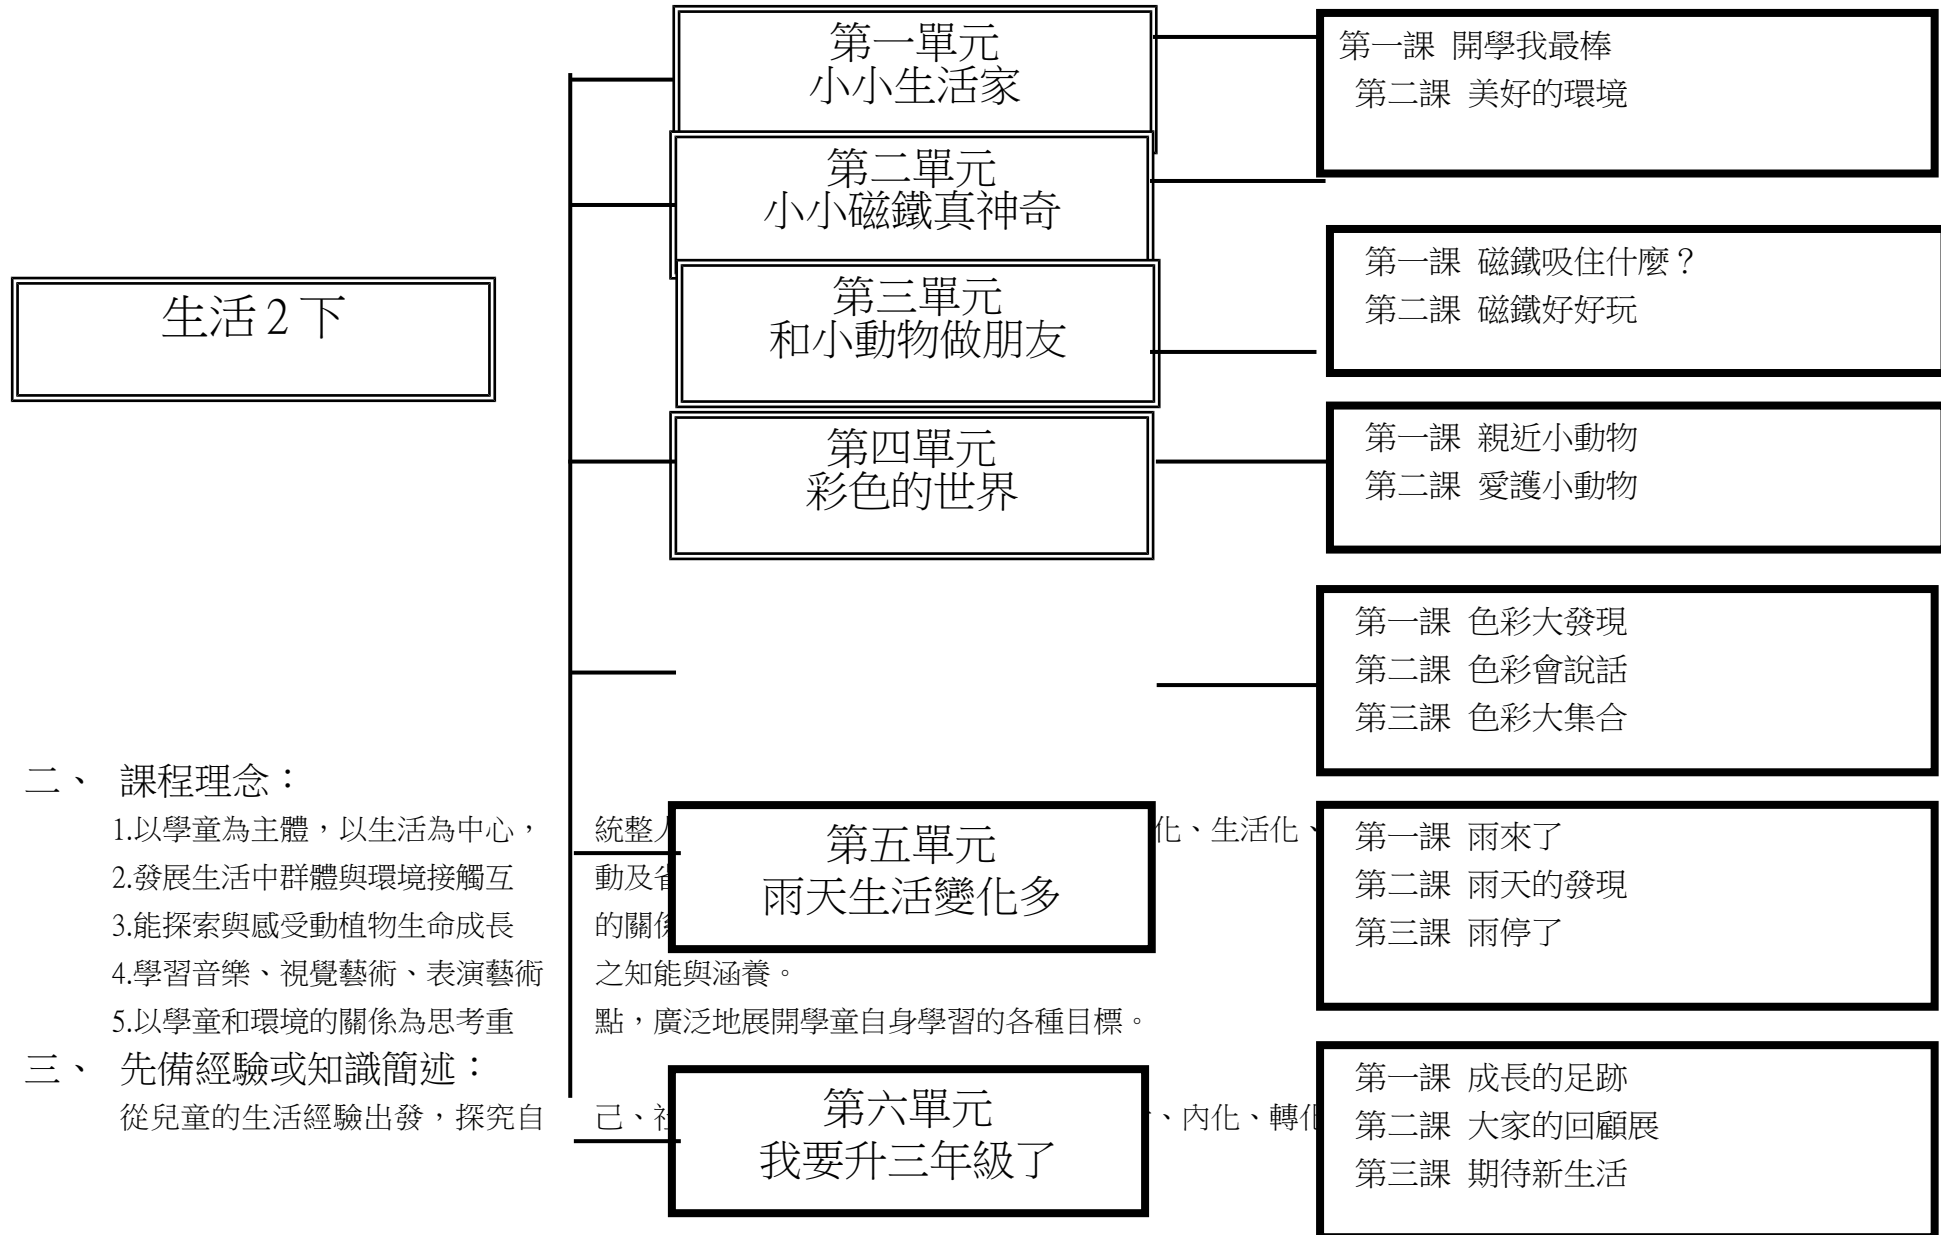 生活2下
第一單元
小小生活家
第一課 開學我最棒
第二課 美好的環境
第二單元
小小磁鐵真神奇
第一課 磁鐵吸住什麼？
第二課 磁鐵好好玩
第三單元
和小動物做朋友
第一課 親近小動物
第二課 愛護小動物
第四單元
彩色的世界
第一課 色彩大發現
第二課 色彩會說話
第三課 色彩大集合
第五單元
雨天生活變化多
第一課 雨來了
第二課 雨天的發現
第三課 雨停了
第六單元
我要升三年級了
第一課 成長的足跡
第二課 大家的回顧展
第三課 期待新生活
二、 課程理念：
1.以學童為主體，以生活為中心， 統整 化、生活化、
2.發展生活中群體與環境接觸互 動及
3.能探索與感受動植物生命成長 的關
4.學習音樂、視覺藝術、表演藝術 之知能與涵養。
5.以學童和環境的關係為思考重 點，廣泛地展開學童自身學習的各種目標。
三、 先備經驗或知識簡述：
從兒童的生活經驗出發，探究自 己、 、內化、轉